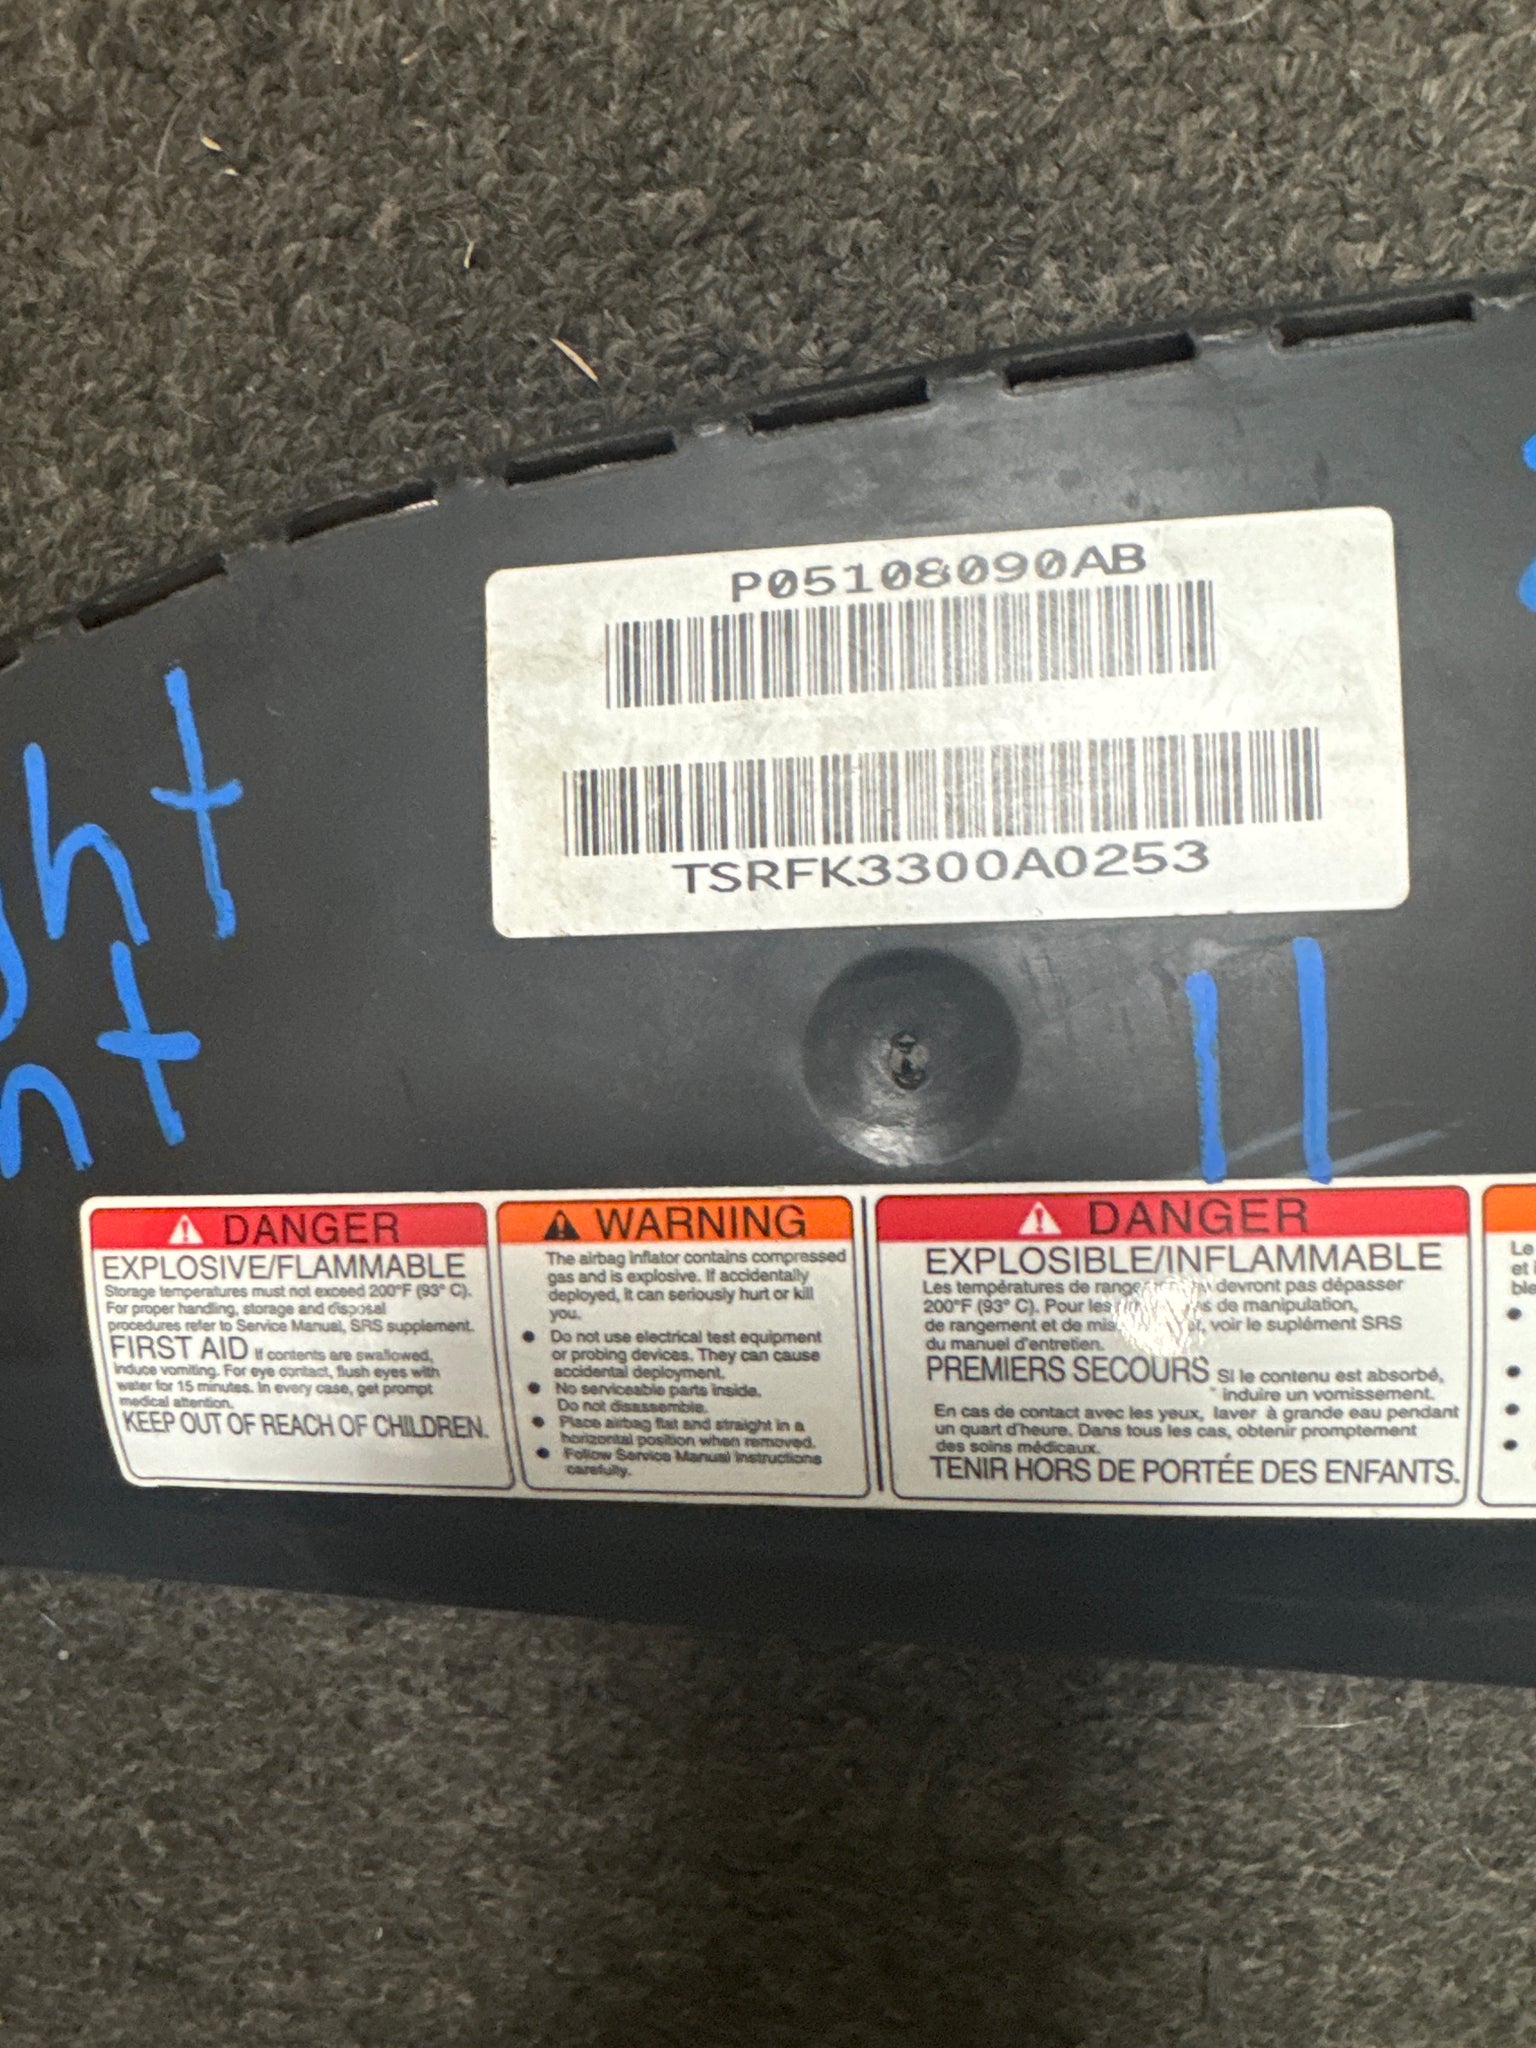 P05108090AB
TSRFK3300A0253
ht
11
nt
DANGER
EXPLOSIVE/FLAMMABLE
Storage temperatures must not exceed 200°F (93° C).
For proper handling, storage and disposal
procedures refer to Service Manual, SRS supplement.
FIRST AID If contents are swallowed,
induce vomiting. For eye contact, flush eyes with
water for 15 minutes. In every case, get prompt
medical attention.
KEEP OUT OF REACH OF CHILDREN.
WARNING
The airbag inflator contains compressed
gas and is explosive. If accidentally
deployed, it can seriously hurt or kill
you.
● Do not use electrical test equipment
or probing devices. They can cause
accidental deployment.
● No serviceable parts inside.
Do not disassemble.
● Place airbag flat and straight in a
horizontal position when removed.
● Follow Service Manual instructions
carefully.
DANGER
EXPLOSIBLE/INFLAMMABLE
Les températures de devront pas dépasser
200°F (93° C). Pour les de manipulation,
de rangement et de voir le suplément SRS
du manuel d'entretien.
PREMIERS SECOURS Si le contenu est absorbé,
induire un vomissement.
En cas de contact avec les yeux, laver à grande eau pendant
un quart d'heure. Dans tous les cas, obtenir promptement
des soins médicaux.
TENIR HORS DE PORTÉE DES ENFANTS.
Le
et